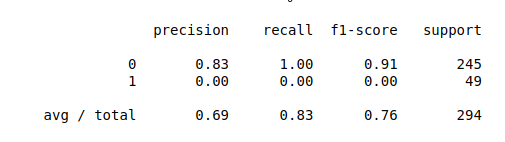 precision recall f1-score support
0 0.83 1.00 0.91 245
1 0.00 0.00 0.00 49
avg / total 0.69 0.83 0.76 294